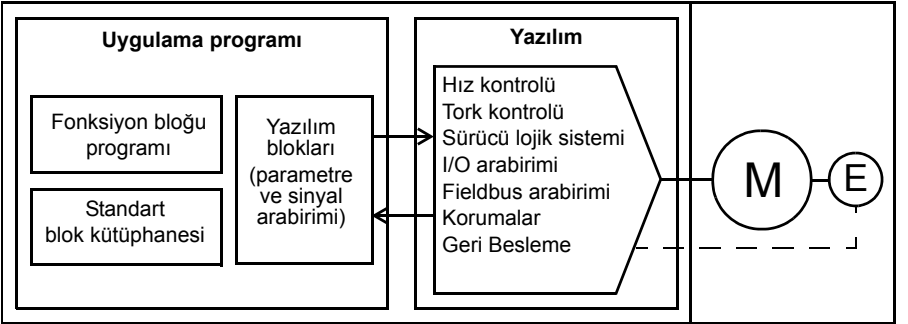 Uygulama programı
Fonksiyon bloğu
programı
Standart
blok kütüphanesi
Yazılım
blokları
(parametre
ve sinyal
arabirimi)
Yazılım
Hız kontrolü
Tork kontrolü
Sürücü lojik sistemi
I/O arabirimi
Fieldbus arabirimi
Korumalar
Geri Besleme
M
E